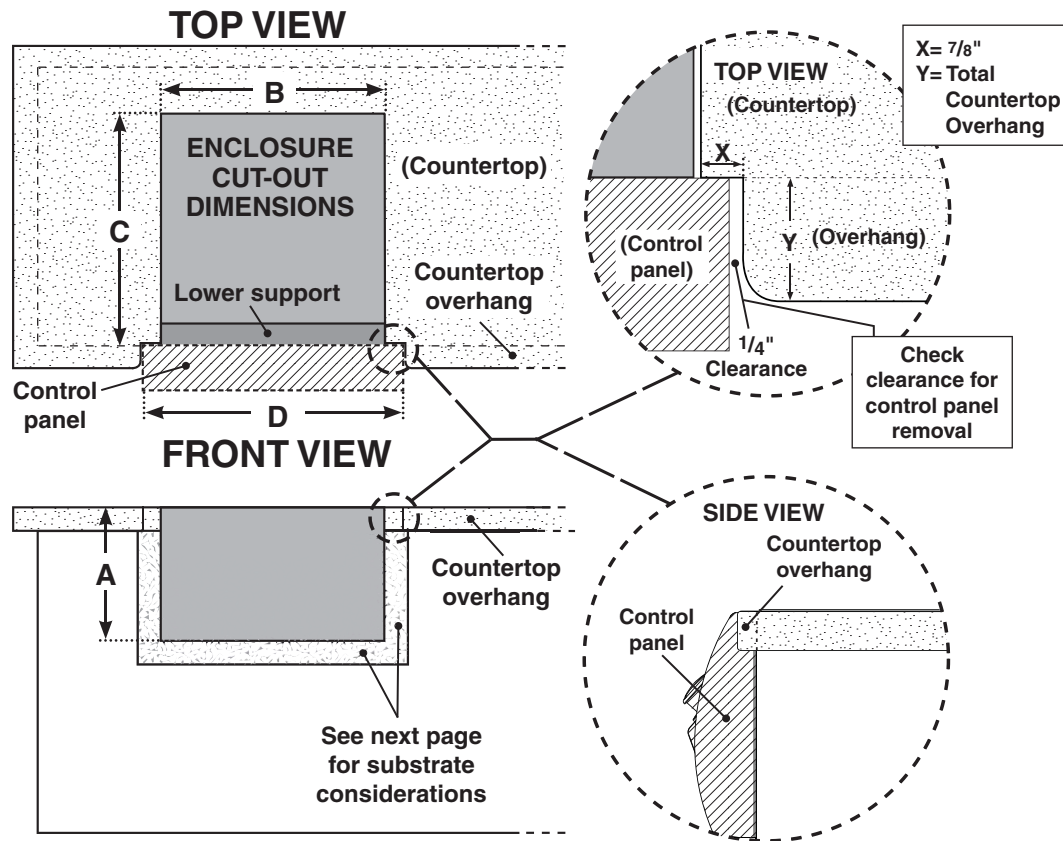 TOP VIEW
B
ENCLOSURE
CUT-OUT
DIMENSIONS
C
(Countertop)
Lower support
Countertop
overhang
Control
panel
D
TOP VIEW
(Countertop)
X
(Control
panel)
Y
(Overhang)
1/4"
Clearance
X= 7/8"
Y= Total
Countertop
Overhang
Check
clearance for
control panel
removal
FRONT VIEW
A
Countertop
overhang
See next page
for substrate
considerations
SIDE VIEW
Countertop
overhang
Control
panel